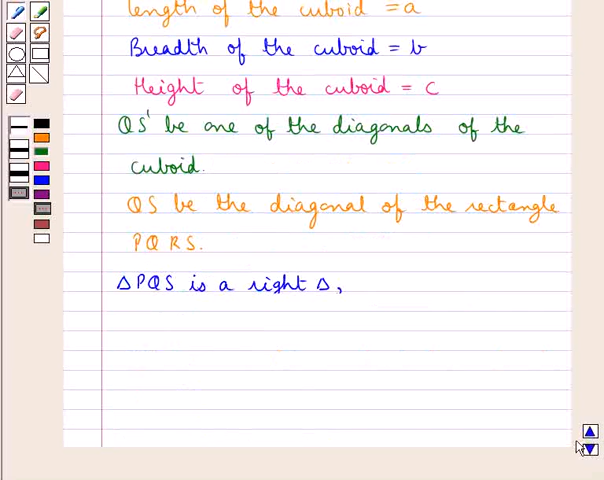 length of the cuboid = a
Breadth of the cuboid = b
Height of the cuboid = c
QS' be one of the diagonals of the
cuboid.
QS be the diagonal of the rectangle
PQRS.
△PQS is a right △,